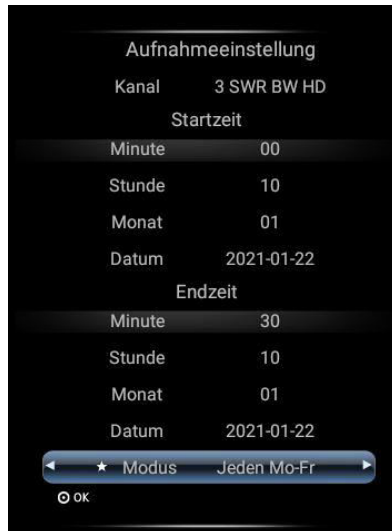 Aufnahmeeinstellung
Kanal 3 SWR BW HD
Startzeit
Minute 00
Stunde 10
Monat 01
Datum 2021-01-22
Endzeit
Minute 30
Stunde 10
Monat 01
Datum 2021-01-22
★ Modus Jeden Mo-Fr
OK